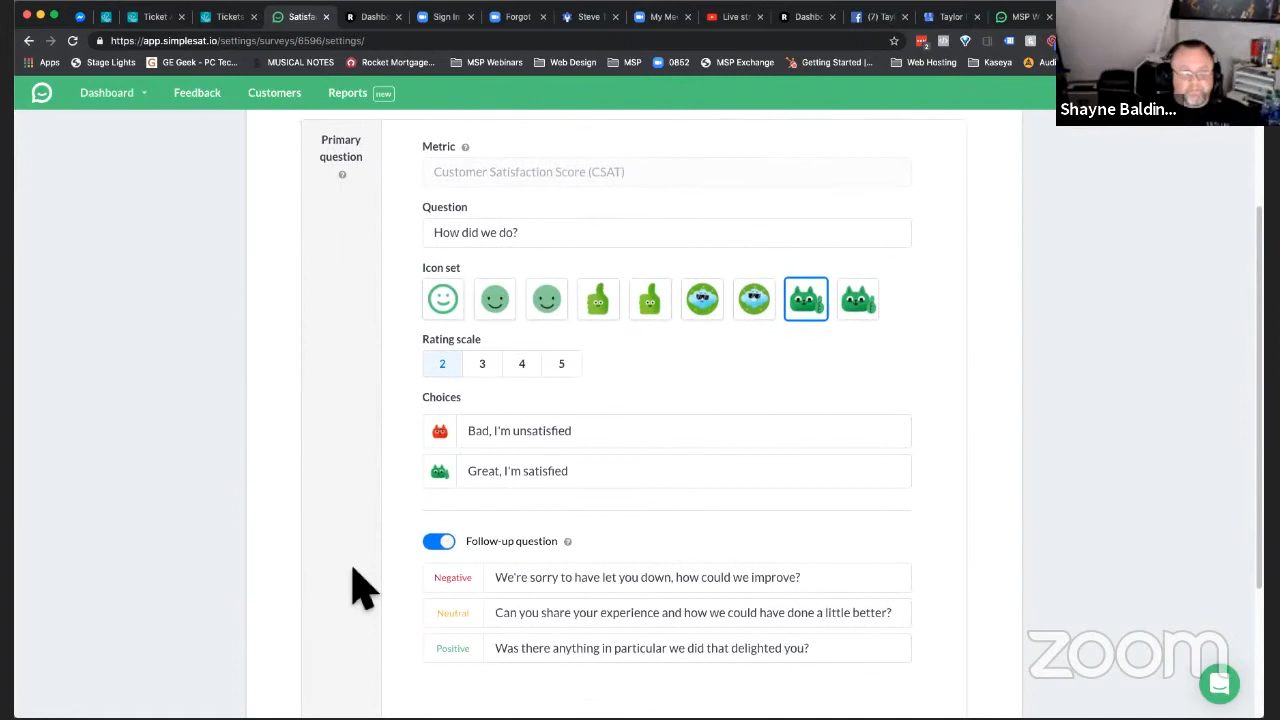 Ticket A
Tickets
Satisfac
Dashbo
Sign In
Forgot
Steve T
My Me
Live str
Dashbo
(7) Tayl
Taylor
MSP W
https://app.simplesat.io/settings/surveys/6596/settings/
2
Apps
Stage Lights
GE Geek - PC Tec...
MUSICAL NOTES
Rocket Mortgage...
MSP Webinars
Web Design
MSP
0852
MSP Exchange
Getting Started |...
Web Hosting
Kaseya
Audi
Shayne Baldin...
Dashboard
Feedback
Customers
Reports new
Primary
question
Metric
Customer Satisfaction Score (CSAT)
Question
How did we do?
Icon set
Rating scale
2 3 4 5
Choices
Bad, I'm unsatisfied
Great, I'm satisfied
Follow-up question
Negative We're sorry to have let you down, how could we improve?
Neutral Can you share your experience and how we could have done a little better?
Positive Was there anything in particular we did that delighted you?
zoom